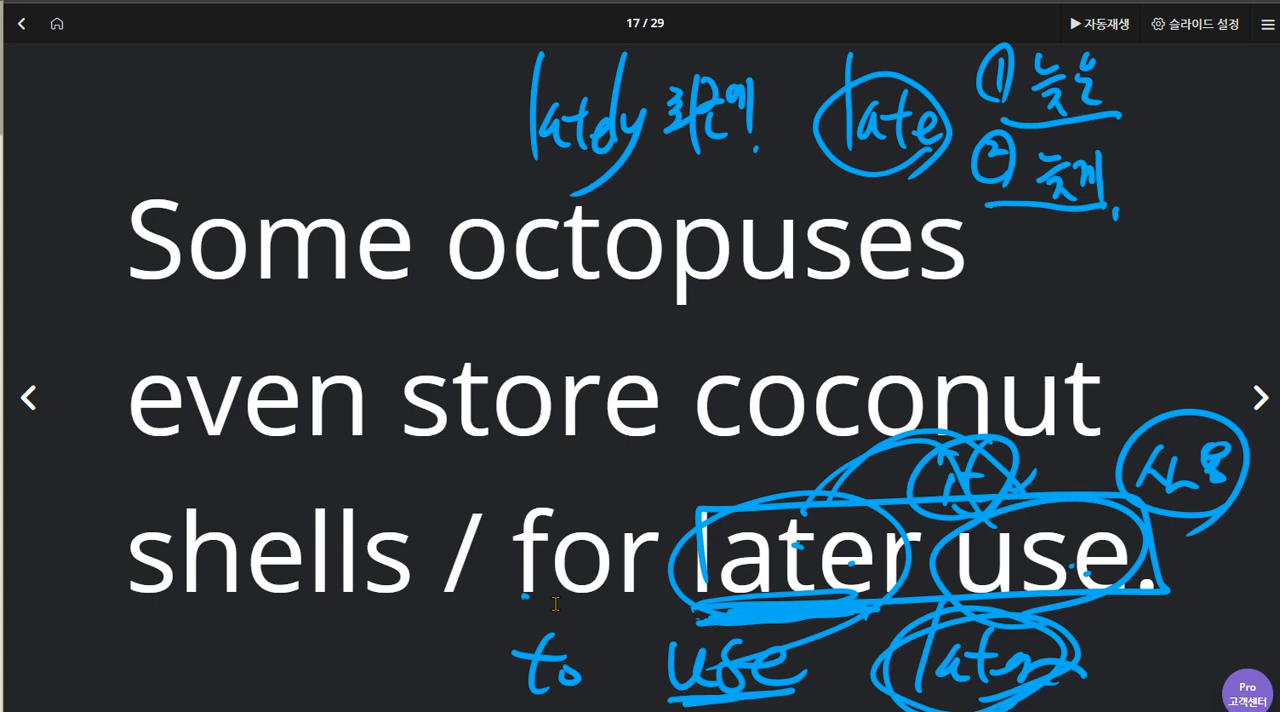 17 / 29
▶ 자동재생
슬라이드 설정
latdy 최근에!
late
① 늦은
② 늦게.
Some octopuses
even store coconut
shells / for later use.
사용
to use later
Pro
고객센터